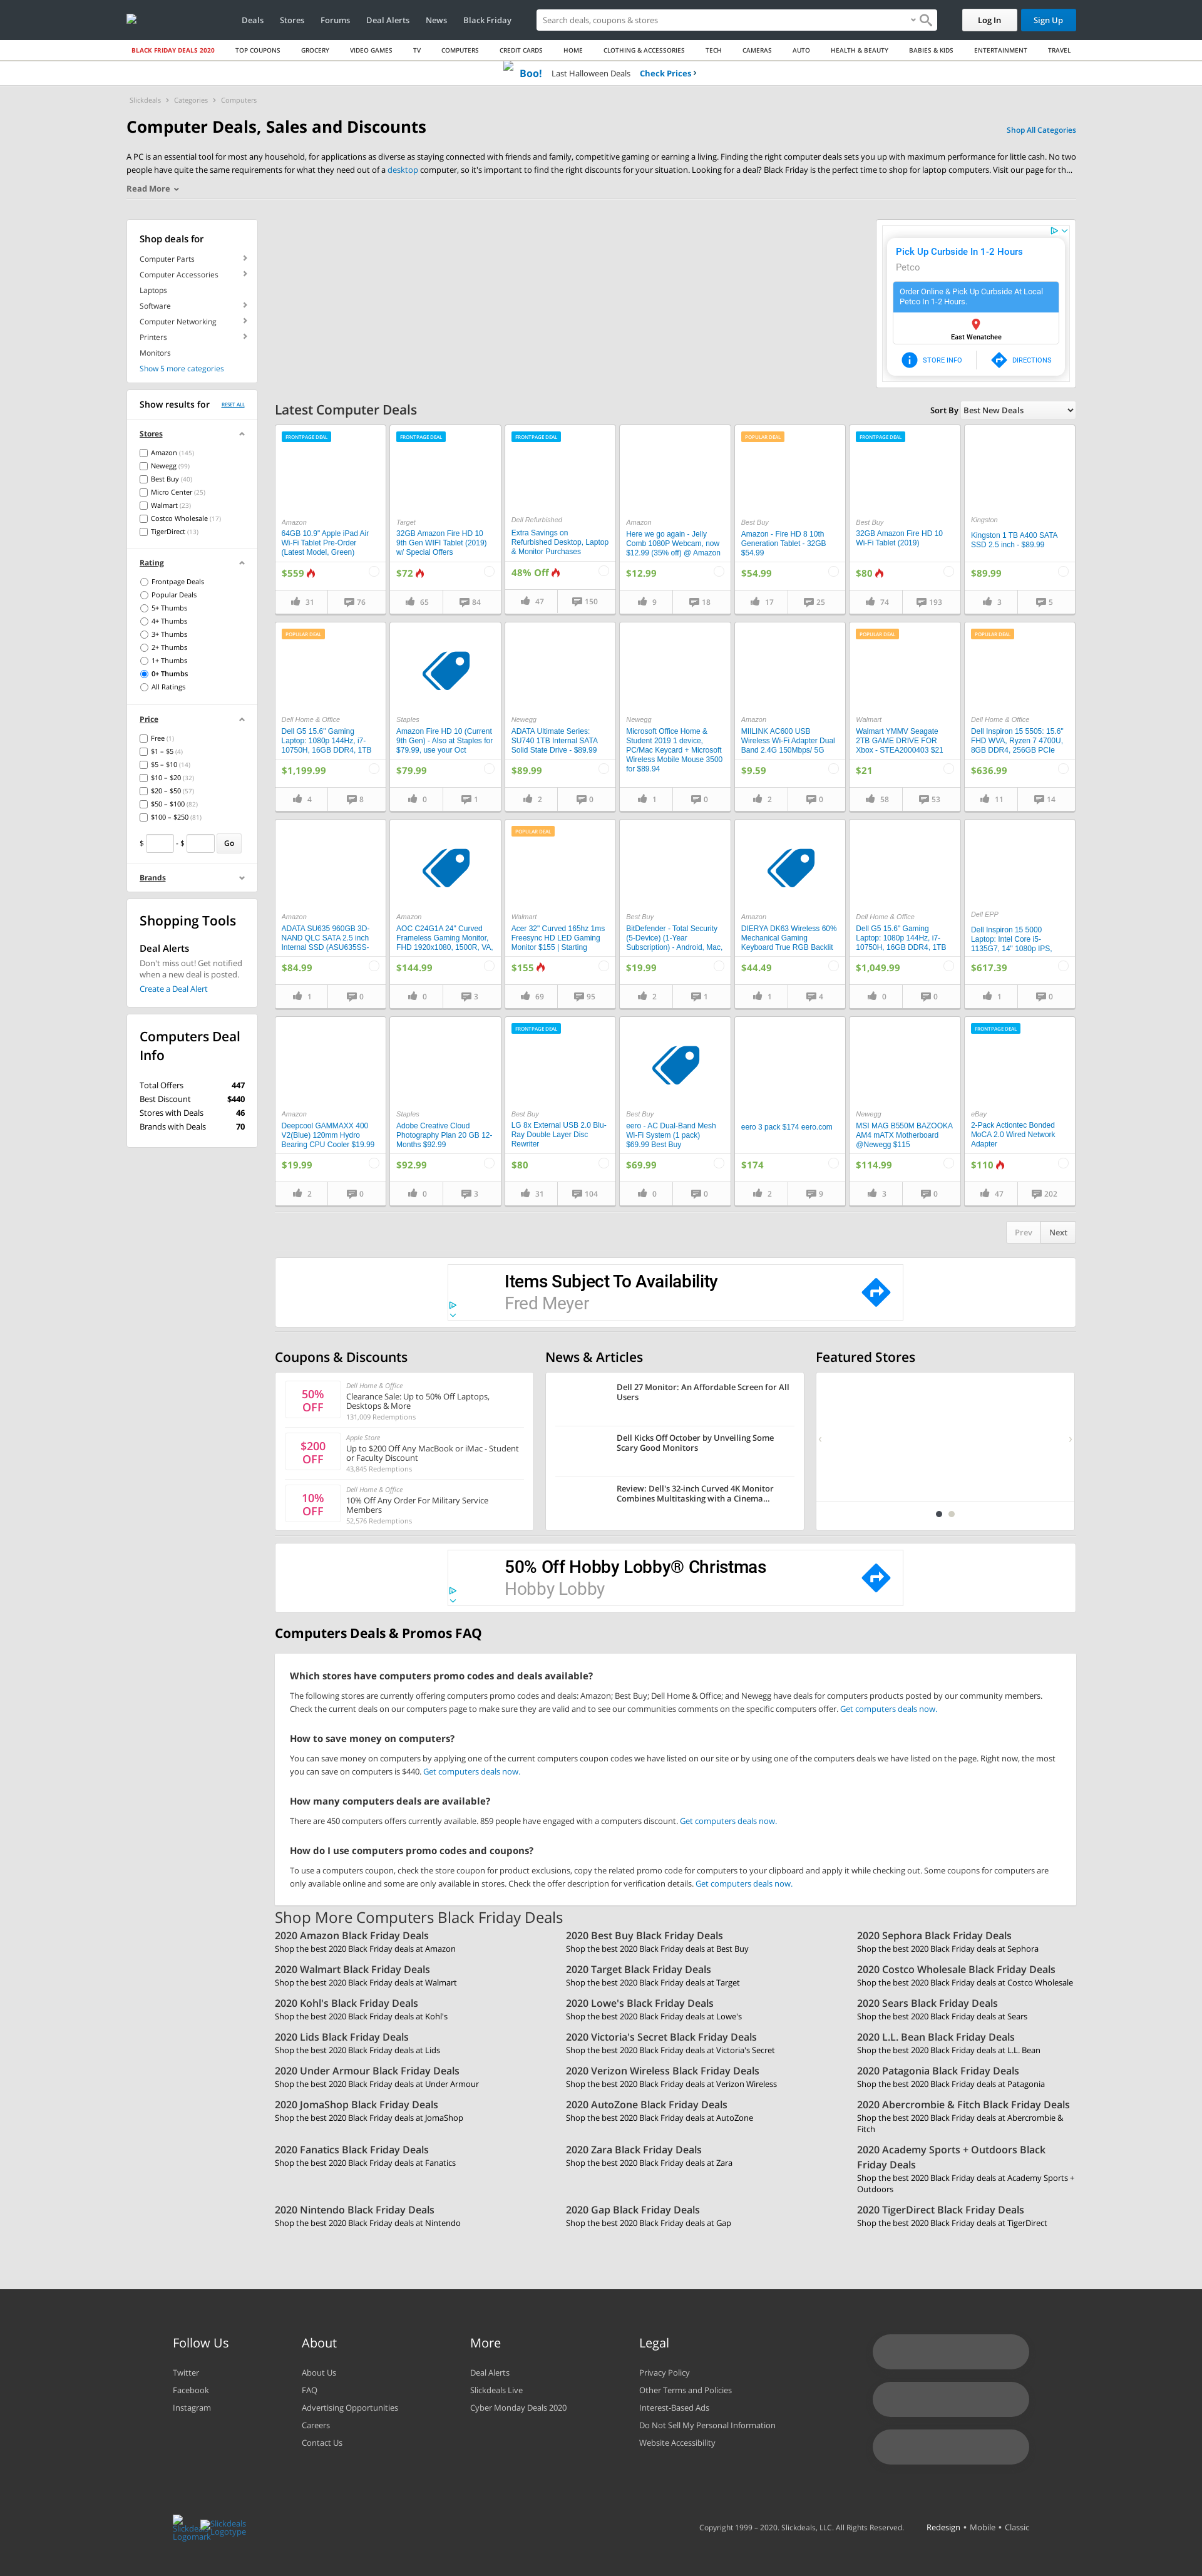 Deals Stores Forums Deal Alerts News Black Friday Search deals, coupons & stores Log In Sign Up
BLACK FRIDAY DEALS 2020 TOP COUPONS GROCERY VIDEO GAMES TV COMPUTERS CREDIT CARDS HOME CLOTHING & ACCESSORIES TECH CAMERAS AUTO HEALTH & BEAUTY BABIES & KIDS ENTERTAINMENT TRAVEL
Boo! Last Halloween Deals Check Prices
Slickdeals Categories Computers
Computer Deals, Sales and Discounts
Shop All Categories
A PC is an essential tool for most any household, for applications as diverse as staying connected with friends and family, competitive gaming or earning a living. Finding the right computer deals sets you up with maximum performance for little cash. No two
people have quite the same requirements for what they need out of a desktop computer, so it's important to find the right discounts for your situation. Looking for a deal? Black Friday is the perfect time to shop for laptop computers. Visit our page for th...
Read More
Shop deals for
Computer Parts
Computer Accessories
Laptops
Software
Computer Networking
Printers
Monitors
Show 5 more categories
Pick Up Curbside In 1-2 Hours
Petco
Order Online & Pick Up Curbside At Local
Petco In 1-2 Hours.
East Wenatchee
STORE INFO DIRECTIONS
Show results for RESET ALL
Stores
Amazon (145)
Newegg (99)
Best Buy (40)
Micro Center (25)
Walmart (23)
Costco Wholesale (17)
TigerDirect (13)
Rating
Frontpage Deals
Popular Deals
5+ Thumbs
4+ Thumbs
3+ Thumbs
2+ Thumbs
1+ Thumbs
0+ Thumbs
All Ratings
Price
Free (1)
$1 – $5 (4)
$5 – $10 (14)
$10 – $20 (32)
$20 – $50 (57)
$50 – $100 (82)
$100 – $250 (81)
$ - $ Go
Brands
Shopping Tools
Deal Alerts
Don't miss out! Get notified
when a new deal is posted.
Create a Deal Alert
Computers Deal
Info
Total Offers 447
Best Discount $440
Stores with Deals 46
Brands with Deals 70
Latest Computer Deals
Sort By Best New Deals
FRONTPAGE DEAL
Amazon
64GB 10.9" Apple iPad Air
Wi-Fi Tablet Pre-Order
(Latest Model, Green)
$559
31 76
FRONTPAGE DEAL
Target
32GB Amazon Fire HD 10
9th Gen WIFI Tablet (2019)
w/ Special Offers
$72
65 84
FRONTPAGE DEAL
Dell Refurbished
Extra Savings on
Refurbished Desktop, Laptop
& Monitor Purchases
48% Off
47 150
Amazon
Here we go again - Jelly
Comb 1080P Webcam, now
$12.99 (35% off) @ Amazon
$12.99
9 18
POPULAR DEAL
Best Buy
Amazon - Fire HD 8 10th
Generation Tablet - 32GB
$54.99
$54.99
17 25
FRONTPAGE DEAL
Best Buy
32GB Amazon Fire HD 10
Wi-Fi Tablet (2019)
$80
74 193
Kingston
Kingston 1 TB A400 SATA
SSD 2.5 inch - $89.99
$89.99
3 5
POPULAR DEAL
Dell Home & Office
Dell G5 15.6" Gaming
Laptop: 1080p 144Hz, i7-
10750H, 16GB DDR4, 1TB
$1,199.99
4 8
Staples
Amazon Fire HD 10 (Current
9th Gen) - Also at Staples for
$79.99, use your Oct
$79.99
0 1
Newegg
ADATA Ultimate Series:
SU740 1TB Internal SATA
Solid State Drive - $89.99
$89.99
2 0
Newegg
Microsoft Office Home &
Student 2019 1 device,
PC/Mac Keycard + Microsoft
Wireless Mobile Mouse 3500
for $89.94
1 0
Amazon
MIILINK AC600 USB
Wireless Wi-Fi Adapter Dual
Band 2.4G 150Mbps/ 5G
$9.59
2 0
POPULAR DEAL
Walmart
Walmart YMMV Seagate
2TB GAME DRIVE FOR
Xbox - STEA2000403 $21
$21
58 53
POPULAR DEAL
Dell Home & Office
Dell Inspiron 15 5505: 15.6"
FHD WVA, Ryzen 7 4700U,
8GB DDR4, 256GB PCIe
$636.99
11 14
Amazon
ADATA SU635 960GB 3D-
NAND QLC SATA 2.5 inch
Internal SSD (ASU635SS-
$84.99
1 0
Amazon
AOC C24G1A 24" Curved
Frameless Gaming Monitor,
FHD 1920x1080, 1500R, VA,
$144.99
0 3
POPULAR DEAL
Walmart
Acer 32" Curved 165hz 1ms
Freesync HD LED Gaming
Monitor $155 | Starting
$155
69 95
Best Buy
BitDefender - Total Security
(5-Device) (1-Year
Subscription) - Android, Mac,
$19.99
2 1
Amazon
DIERYA DK63 Wireless 60%
Mechanical Gaming
Keyboard True RGB Backlit
$44.49
1 4
Dell Home & Office
Dell G5 15.6" Gaming
Laptop: 1080p 144Hz, i7-
10750H, 16GB DDR4, 1TB
$1,049.99
0 0
Dell EPP
Dell Inspiron 15 5000
Laptop: Intel Core i5-
1135G7, 14" 1080p IPS,
$617.39
1 0
Amazon
Deepcool GAMMAXX 400
V2(Blue) 120mm Hydro
Bearing CPU Cooler $19.99
$19.99
2 0
Staples
Adobe Creative Cloud
Photography Plan 20 GB 12-
Months $92.99
$92.99
0 3
FRONTPAGE DEAL
Best Buy
LG 8x External USB 2.0 Blu-
Ray Double Layer Disc
Rewriter
$80
31 104
Best Buy
eero - AC Dual-Band Mesh
Wi-Fi System (1 pack)
$69.99 Best Buy
$69.99
0 0
eero 3 pack $174 eero.com
$174
2 9
Newegg
MSI MAG B550M BAZOOKA
AM4 mATX Motherboard
@Newegg $115
$114.99
3 0
FRONTPAGE DEAL
eBay
2-Pack Actiontec Bonded
MoCA 2.0 Wired Network
Adapter
$110
47 202
Prev Next
Items Subject To Availability
Fred Meyer
Coupons & Discounts
50%
OFF
Dell Home & Office
Clearance Sale: Up to 50% Off Laptops,
Desktops & More
131,009 Redemptions
$200
OFF
Apple Store
Up to $200 Off Any MacBook or iMac - Student
or Faculty Discount
43,845 Redemptions
10%
OFF
Dell Home & Office
10% Off Any Order For Military Service
Members
52,576 Redemptions
News & Articles
Dell 27 Monitor: An Affordable Screen for All
Users
Dell Kicks Off October by Unveiling Some
Scary Good Monitors
Review: Dell's 32-inch Curved 4K Monitor
Combines Multitasking with a Cinema...
Featured Stores
50% Off Hobby Lobby® Christmas
Hobby Lobby
Computers Deals & Promos FAQ
Which stores have computers promo codes and deals available?
The following stores are currently offering computers promo codes and deals: Amazon; Best Buy; Dell Home & Office; and Newegg have deals for computers products posted by our community members.
Check the current deals on our computers page to make sure they are valid and to see our communities comments on the specific computers offer. Get computers deals now.
How to save money on computers?
You can save money on computers by applying one of the current computers coupon codes we have listed on our site or by using one of the computers deals we have listed on the page. Right now, the most
you can save on computers is $440. Get computers deals now.
How many computers deals are available?
There are 450 computers offers currently available. 859 people have engaged with a computers discount. Get computers deals now.
How do I use computers promo codes and coupons?
To use a computers coupon, check the store coupon for product exclusions, copy the related promo code for computers to your clipboard and apply it while checking out. Some coupons for computers are
only available online and some are only available in stores. Check the offer description for verification details. Get computers deals now.
Shop More Computers Black Friday Deals
2020 Amazon Black Friday Deals
Shop the best 2020 Black Friday deals at Amazon
2020 Best Buy Black Friday Deals
Shop the best 2020 Black Friday deals at Best Buy
2020 Sephora Black Friday Deals
Shop the best 2020 Black Friday deals at Sephora
2020 Walmart Black Friday Deals
Shop the best 2020 Black Friday deals at Walmart
2020 Target Black Friday Deals
Shop the best 2020 Black Friday deals at Target
2020 Costco Wholesale Black Friday Deals
Shop the best 2020 Black Friday deals at Costco Wholesale
2020 Kohl's Black Friday Deals
Shop the best 2020 Black Friday deals at Kohl's
2020 Lowe's Black Friday Deals
Shop the best 2020 Black Friday deals at Lowe's
2020 Sears Black Friday Deals
Shop the best 2020 Black Friday deals at Sears
2020 Lids Black Friday Deals
Shop the best 2020 Black Friday deals at Lids
2020 Victoria's Secret Black Friday Deals
Shop the best 2020 Black Friday deals at Victoria's Secret
2020 L.L. Bean Black Friday Deals
Shop the best 2020 Black Friday deals at L.L. Bean
2020 Under Armour Black Friday Deals
Shop the best 2020 Black Friday deals at Under Armour
2020 Verizon Wireless Black Friday Deals
Shop the best 2020 Black Friday deals at Verizon Wireless
2020 Patagonia Black Friday Deals
Shop the best 2020 Black Friday deals at Patagonia
2020 JomaShop Black Friday Deals
Shop the best 2020 Black Friday deals at JomaShop
2020 AutoZone Black Friday Deals
Shop the best 2020 Black Friday deals at AutoZone
2020 Abercrombie & Fitch Black Friday Deals
Shop the best 2020 Black Friday deals at Abercrombie &
Fitch
2020 Fanatics Black Friday Deals
Shop the best 2020 Black Friday deals at Fanatics
2020 Zara Black Friday Deals
Shop the best 2020 Black Friday deals at Zara
2020 Academy Sports + Outdoors Black
Friday Deals
Shop the best 2020 Black Friday deals at Academy Sports +
Outdoors
2020 Nintendo Black Friday Deals
Shop the best 2020 Black Friday deals at Nintendo
2020 Gap Black Friday Deals
Shop the best 2020 Black Friday deals at Gap
2020 TigerDirect Black Friday Deals
Shop the best 2020 Black Friday deals at TigerDirect
Follow Us
Twitter
Facebook
Instagram
About
About Us
FAQ
Advertising Opportunities
Careers
Contact Us
More
Deal Alerts
Slickdeals Live
Cyber Monday Deals 2020
Legal
Privacy Policy
Other Terms and Policies
Interest-Based Ads
Do Not Sell My Personal Information
Website Accessibility
Slickdeals
Logomark
Slickdeals
Logotype
Copyright 1999 – 2020. Slickdeals, LLC. All Rights Reserved. Redesign • Mobile • Classic